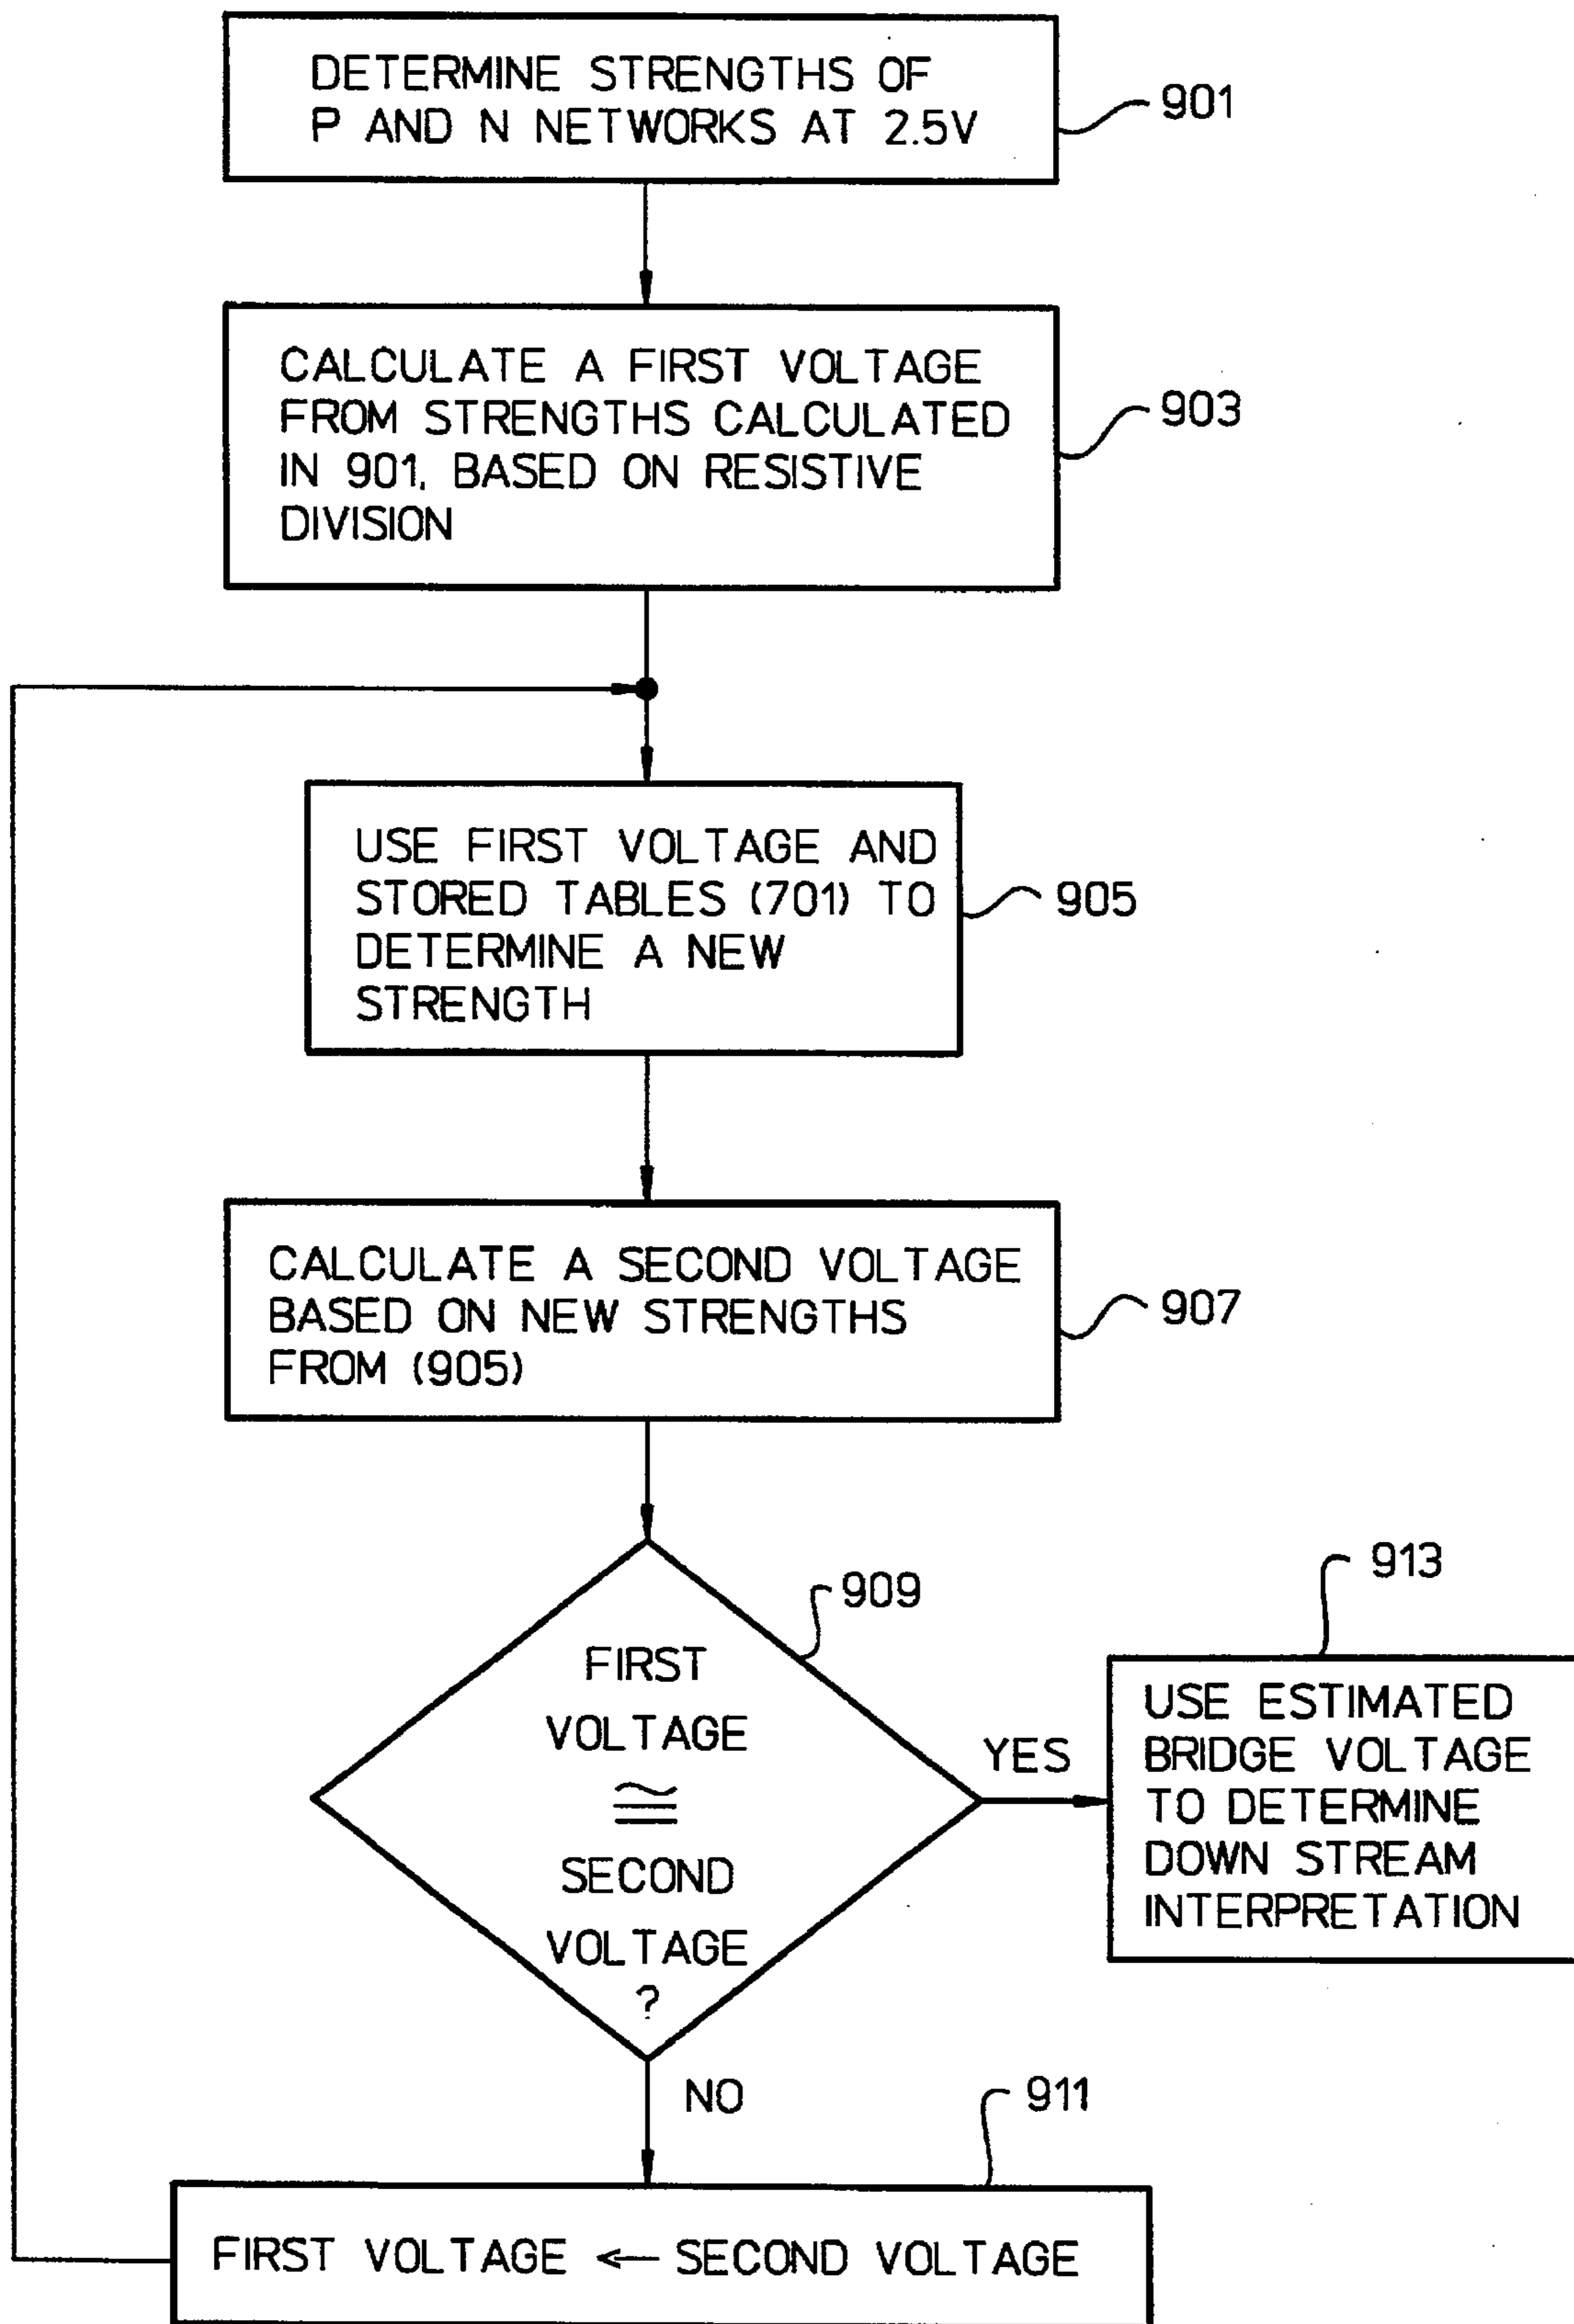 DETERMINE STRENGTHS OF
P AND N NETWORKS AT 2.5V
901
CALCULATE A FIRST VOLTAGE
FROM STRENGTHS CALCULATED
IN 901, BASED ON RESISTIVE
DIVISION
903
USE FIRST VOLTAGE AND
STORED TABLES (701) TO
DETERMINE A NEW
STRENGTH
905
CALCULATE A SECOND VOLTAGE
BASED ON NEW STRENGTHS
FROM (905)
907
909
FIRST
VOLTAGE
≅
SECOND
VOLTAGE
?
YES
913
USE ESTIMATED
BRIDGE VOLTAGE
TO DETERMINE
DOWN STREAM
INTERPRETATION
NO
911
FIRST VOLTAGE ← SECOND VOLTAGE